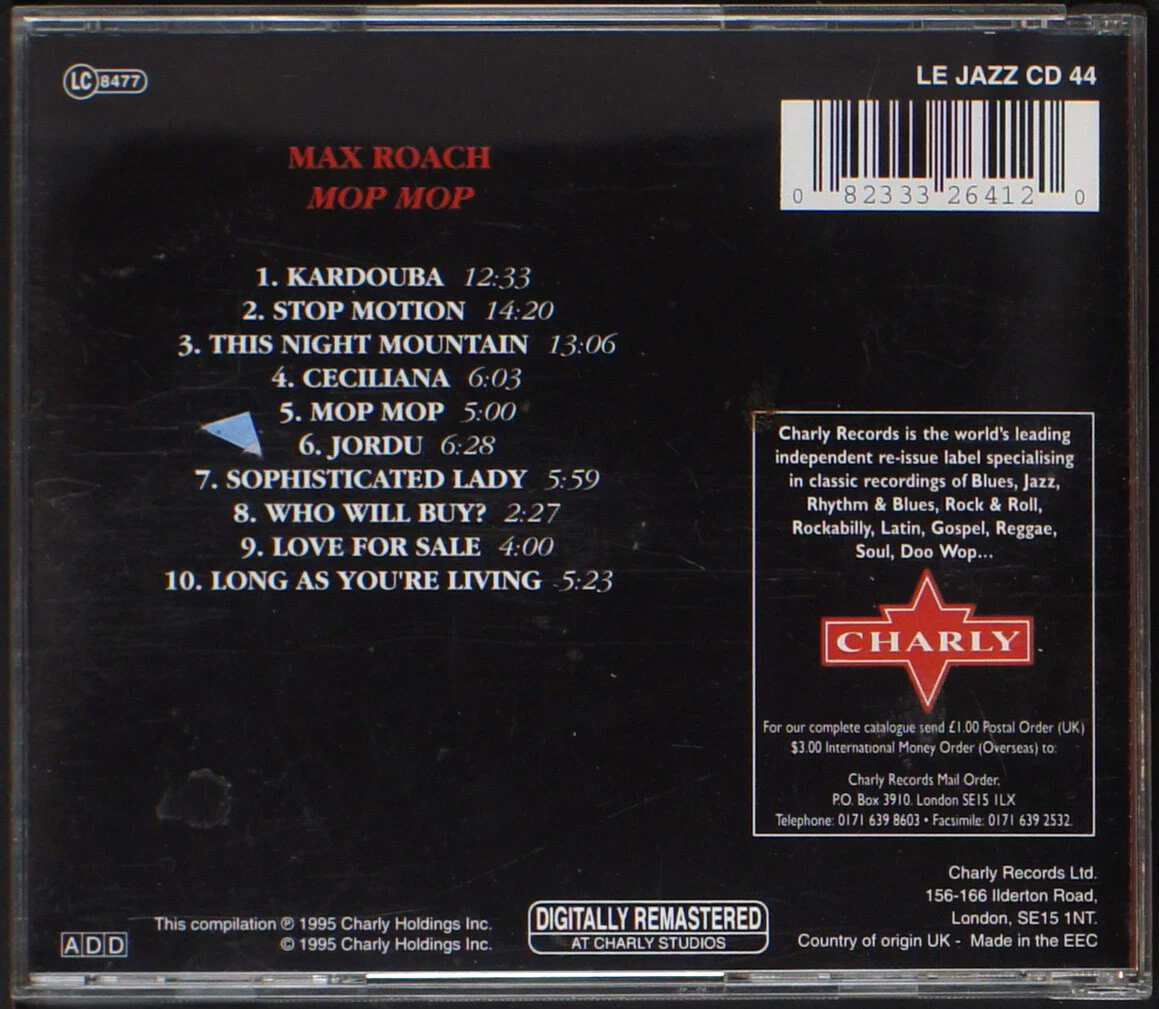 LC 8477
LE JAZZ CD 44
0 82333 26412 0
MAX ROACH
MOP MOP
1. KARDOUBA 12:33
2. STOP MOTION 14:20
3. THIS NIGHT MOUNTAIN 13:06
4. CECILIANA 6:03
5. MOP MOP 5:00
6. JORDU 6:28
7. SOPHISTICATED LADY 5:59
8. WHO WILL BUY? 2:27
9. LOVE FOR SALE 4:00
10. LONG AS YOU'RE LIVING 5:23
Charly Records is the world's leading
independent re-issue label specialising
in classic recordings of Blues, Jazz,
Rhythm & Blues, Rock & Roll,
Rockabilly, Latin, Gospel, Reggae,
Soul, Doo Wop...
CHARLY
For our complete catalogue send £1.00 Postal Order (UK)
$3.00 International Money Order (Overseas) to:
Charly Records Mail Order,
P.O. Box 3910. London SE15 1LX
Telephone: 0171 639 8603 • Facsimile: 0171 639 2532.
ADD
This compilation ℗ 1995 Charly Holdings Inc.
© 1995 Charly Holdings Inc.
DIGITALLY REMASTERED
AT CHARLY STUDIOS
Charly Records Ltd.
156-166 Ilderton Road,
London, SE15 1NT.
Country of origin UK - Made in the EEC